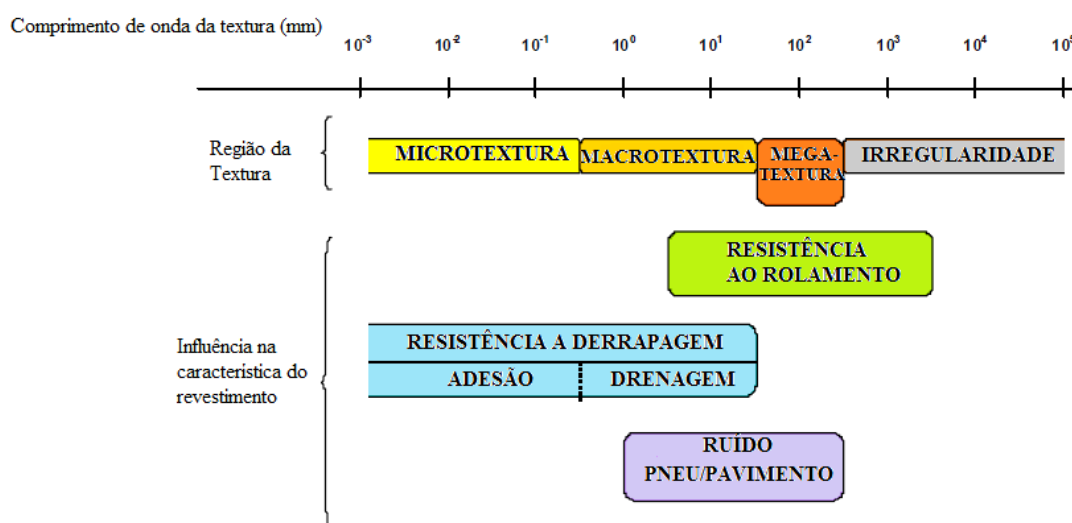 Comprimento de onda da textura (mm)
10⁻³ 10⁻² 10⁻¹ 10⁰ 10¹ 10² 10³ 10⁴ 10⁵
Região da
Textura
MICROTEXTURA
MACROTEXTURA
MEGA-
TEXTURA
IRREGULARIDADE
Influência na
característica do
revestimento
RESISTÊNCIA
AO ROLAMENTO
RESISTÊNCIA A DERRAPAGEM
ADESÃO
DRENAGEM
RUÍDO
PNEU/PAVIMENTO